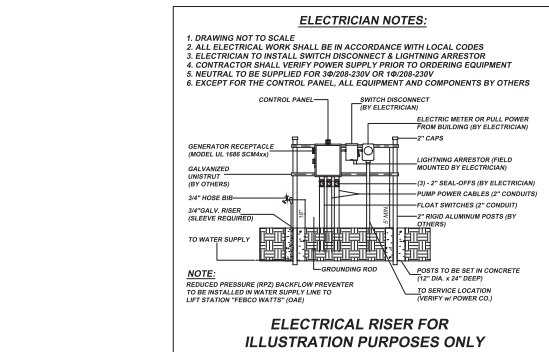 ELECTRICIAN NOTES:
1. DRAWING NOT TO SCALE
2. ALL ELECTRICAL WORK SHALL BE IN ACCORDANCE WITH LOCAL CODES
3. ELECTRICIAN TO INSTALL SWITCH DISCONNECT & LIGHTNING ARRESTOR
4. CONTRACTOR SHALL VERIFY POWER SUPPLY PRIOR TO ORDERING EQUIPMENT
5. NEUTRAL TO BE SUPPLIED FOR 3Φ/208-230V OR 1Φ/208-230V
6. EXCEPT FOR THE CONTROL PANEL, ALL EQUIPMENT AND COMPONENTS BY OTHERS
CONTROL PANEL
SWITCH DISCONNECT
(BY ELECTRICIAN)
ELECTRIC METER OR PULL POWER
FROM BUILDING (BY ELECTRICIAN)
2" CAPS
GENERATOR RECEPTACLE
(MODEL UL 1686 SCM4xx)
LIGHTNING ARRESTOR (FIELD
MOUNTED BY ELECTRICIAN)
GALVANIZED
UNISTRUT
(BY OTHERS)
(3) - 2" SEAL-OFFS (BY ELECTRICIAN)
PUMP POWER CABLES (2" CONDUITS)
3/4" HOSE BIB
FLOAT SWITCHES (2" CONDUIT)
3/4"GALV. RISER
(SLEEVE REQUIRED)
18"
5' MIN.
2" RIGID ALUMINUM POSTS (BY
OTHERS)
TO WATER SUPPLY
GROUNDING ROD
POSTS TO BE SET IN CONCRETE
(12" DIA. x 24" DEEP)
NOTE:
REDUCED PRESSURE (RPZ) BACKFLOW PREVENTER
TO BE INSTALLED IN WATER SUPPLY LINE TO
LIFT STATION "FEBCO WATTS" (OAE)
TO SERVICE LOCATION
(VERIFY w/ POWER CO.)
ELECTRICAL RISER FOR
ILLUSTRATION PURPOSES ONLY